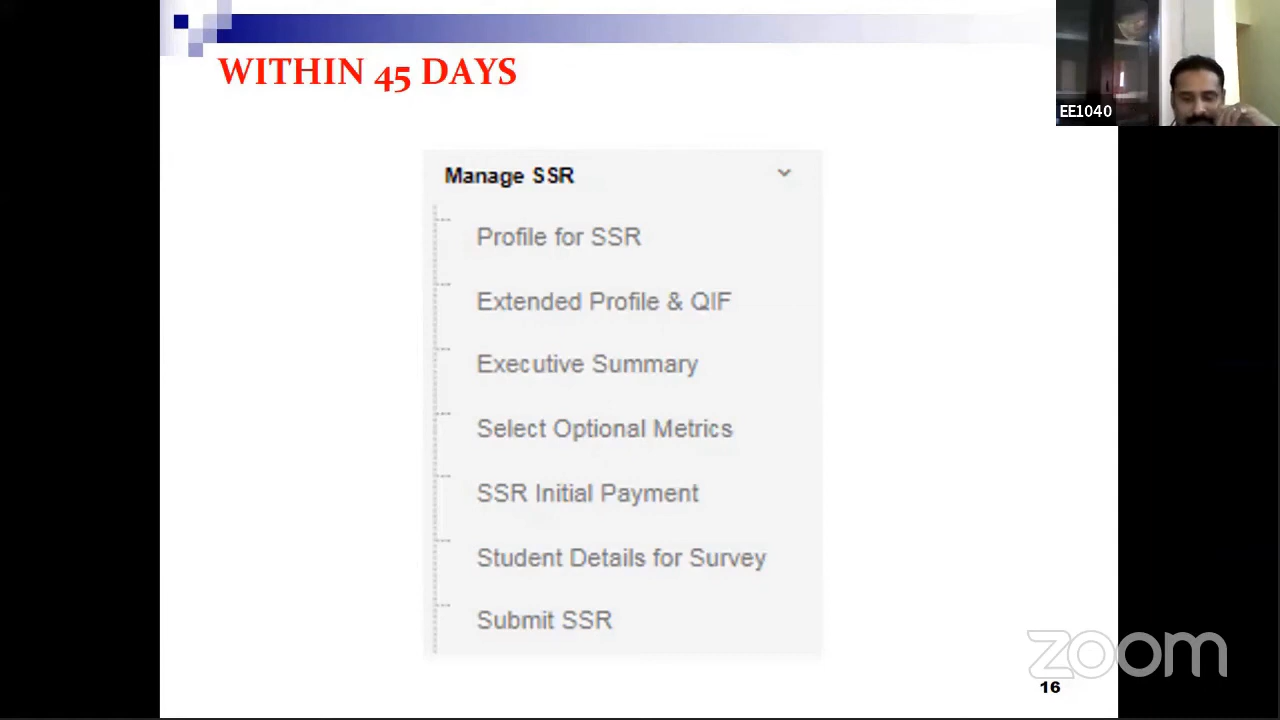 WITHIN 45 DAYS
EE1040
Manage SSR
Profile for SSR
Extended Profile & QIF
Executive Summary
Select Optional Metrics
SSR Initial Payment
Student Details for Survey
Submit SSR
zoom
16